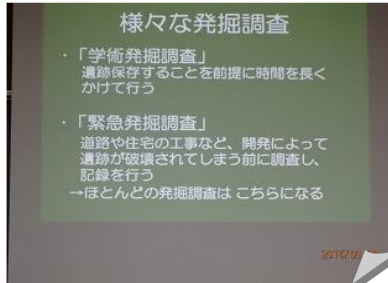 様々な発掘調査
・「学術発掘調査」
遺跡保存することを前提に時間を長く
かけて行う
・「緊急発掘調査」
道路や住宅の工事など、開発によって
遺跡が破壊されてしまう前に調査し、
記録を行う
→ほとんどの発掘調査は こちらになる